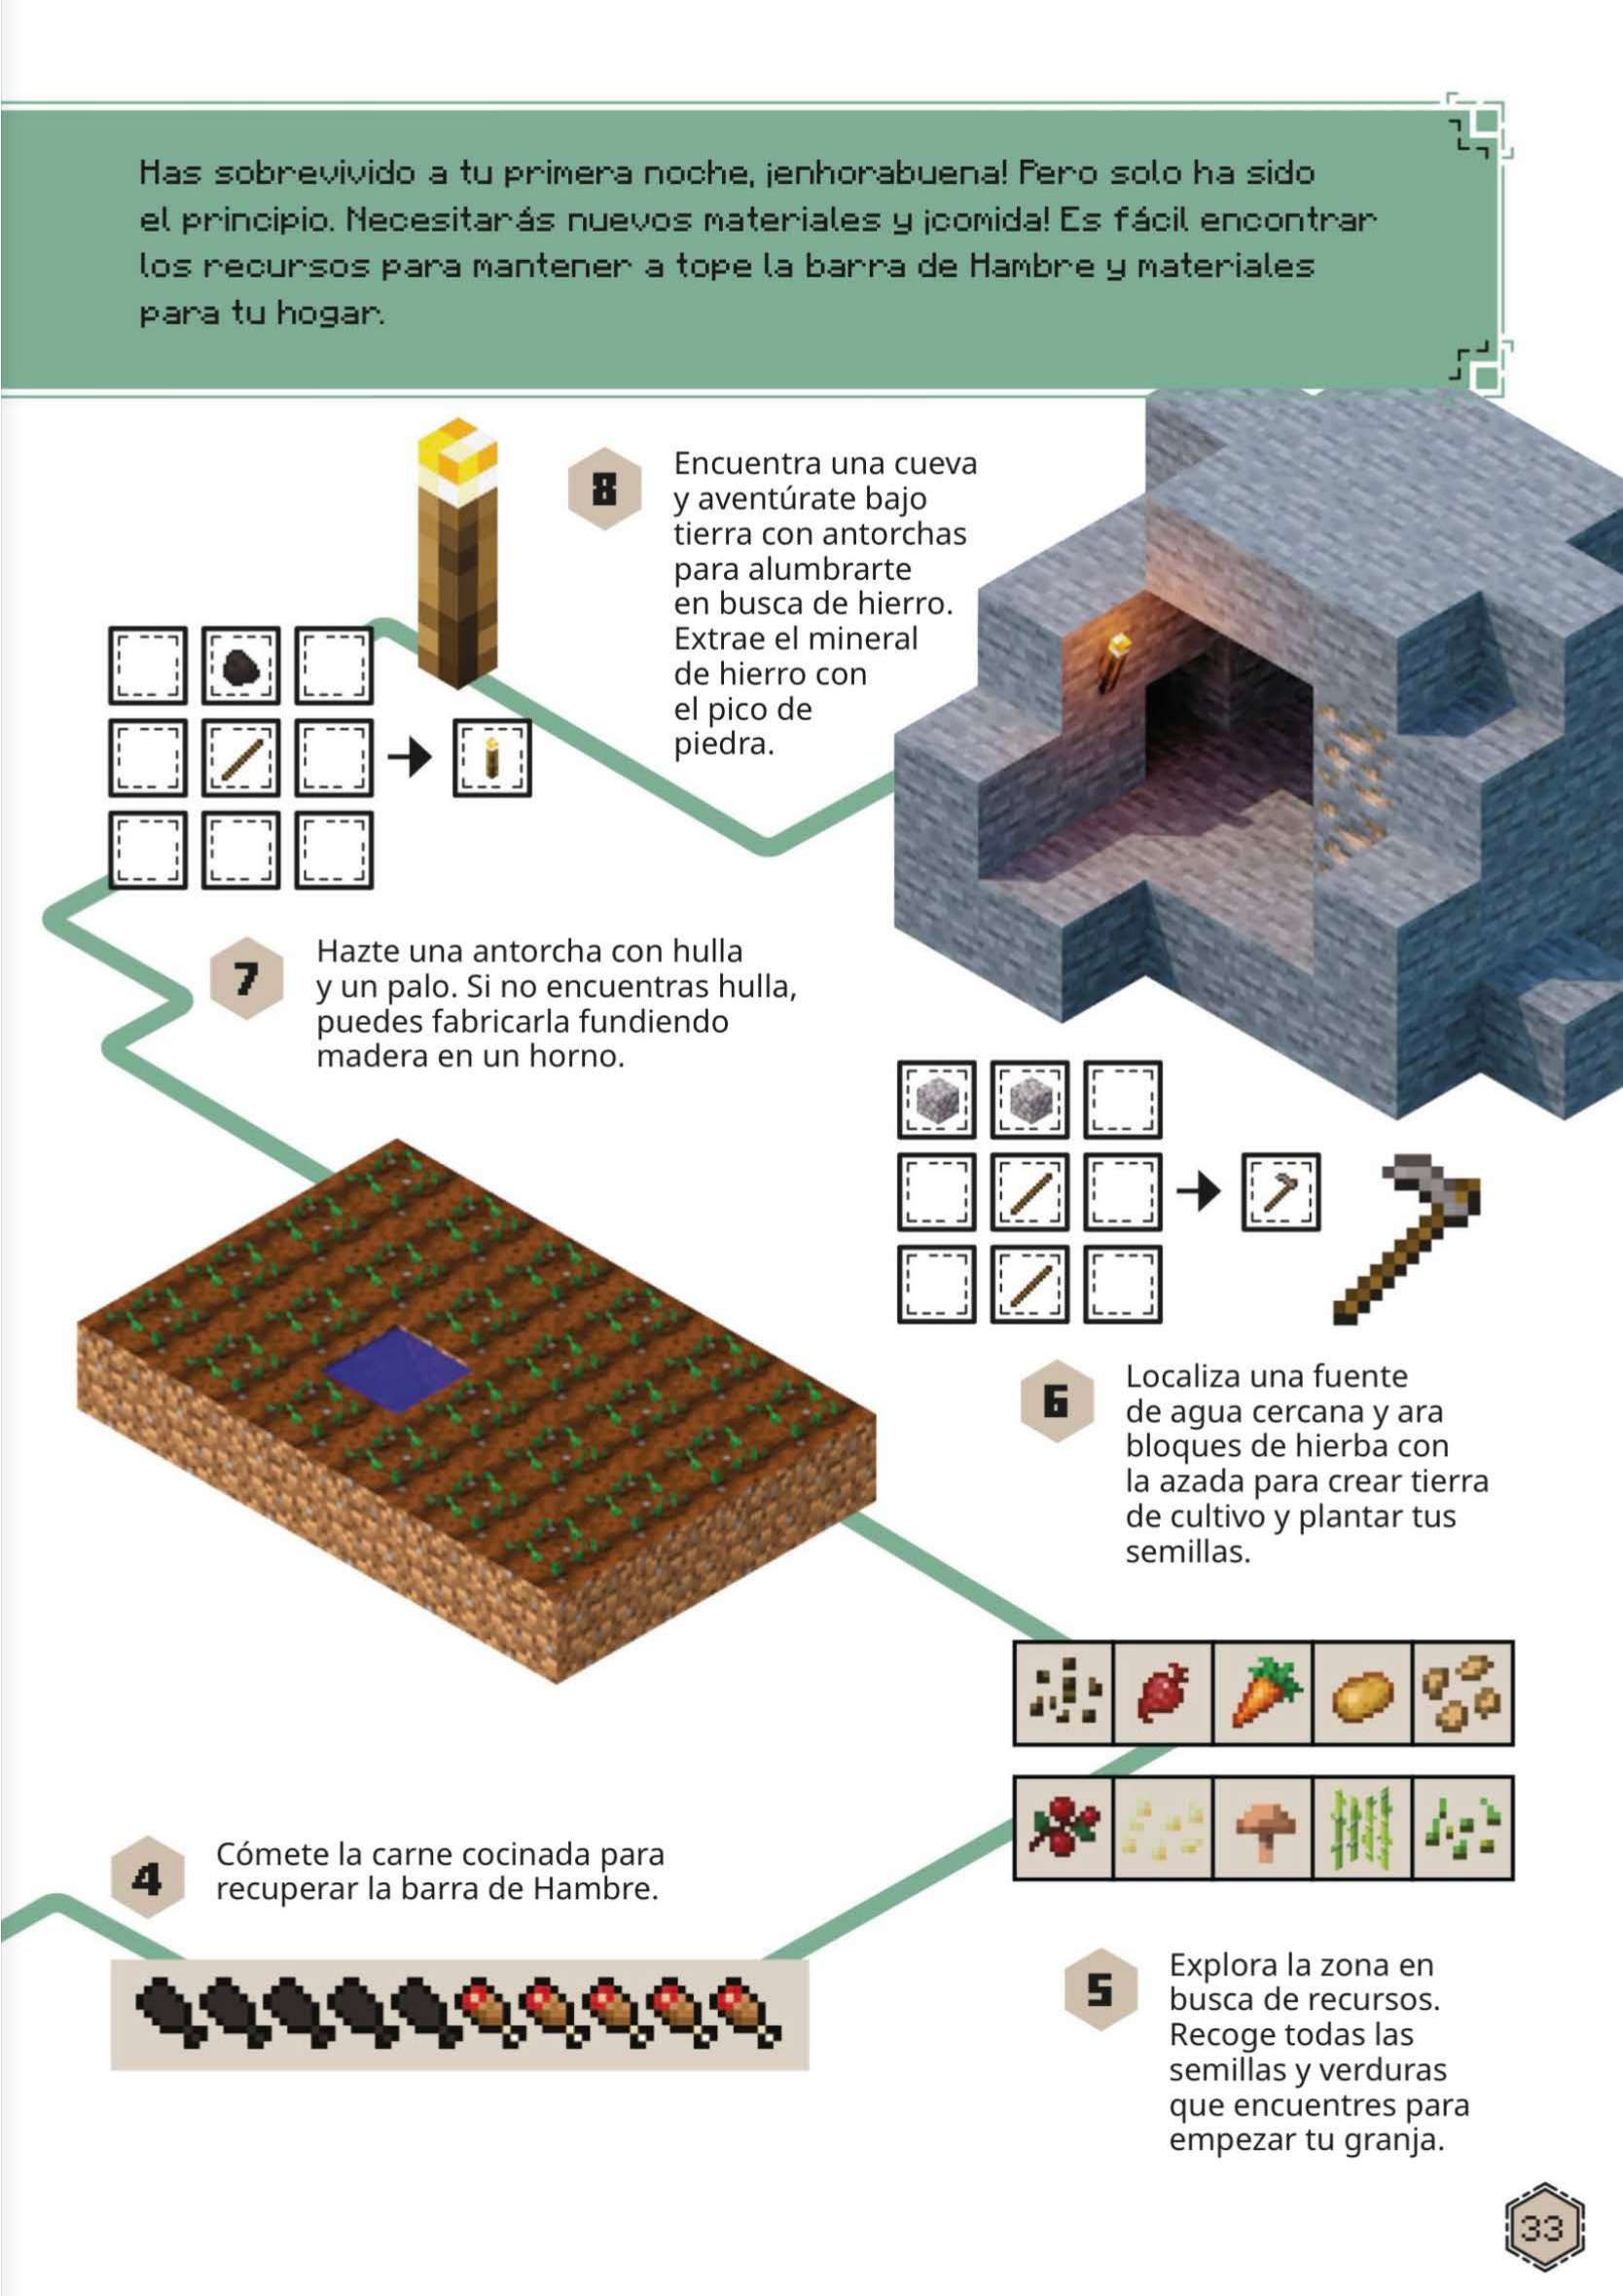 Has sobrevivido a tu primera noche, ¡enhorabuena! Pero solo ha sido
el principio. Necesitarás nuevos materiales y ¡comida! Es fácil encontrar
los recursos para mantener a tope la barra de Hambre y materiales
para tu hogar.
8
Encuentra una cueva
y aventúrate bajo
tierra con antorchas
para alumbrarte
en busca de hierro.
Extrae el mineral
de hierro con
el pico de
piedra.
7
Hazte una antorcha con hulla
y un palo. Si no encuentras hulla,
puedes fabricarla fundiendo
madera en un horno.
6
Localiza una fuente
de agua cercana y ara
bloques de hierba con
la azada para crear tierra
de cultivo y plantar tus
semillas.
4
Cómete la carne cocinada para
recuperar la barra de Hambre.
5
Explora la zona en
busca de recursos.
Recoge todas las
semillas y verduras
que encuentres para
empezar tu granja.
33